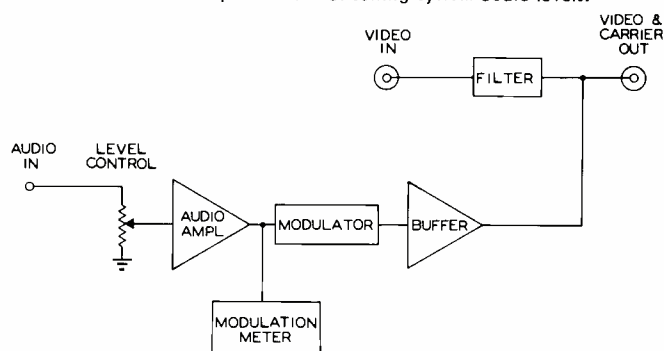 VIDEO &
CARRIER
OUT
VIDEO
IN
FILTER
AUDIO
IN
LEVEL
CONTROL
AUDIO
AMPL
MODULATOR
BUFFER
MODULATION
METER